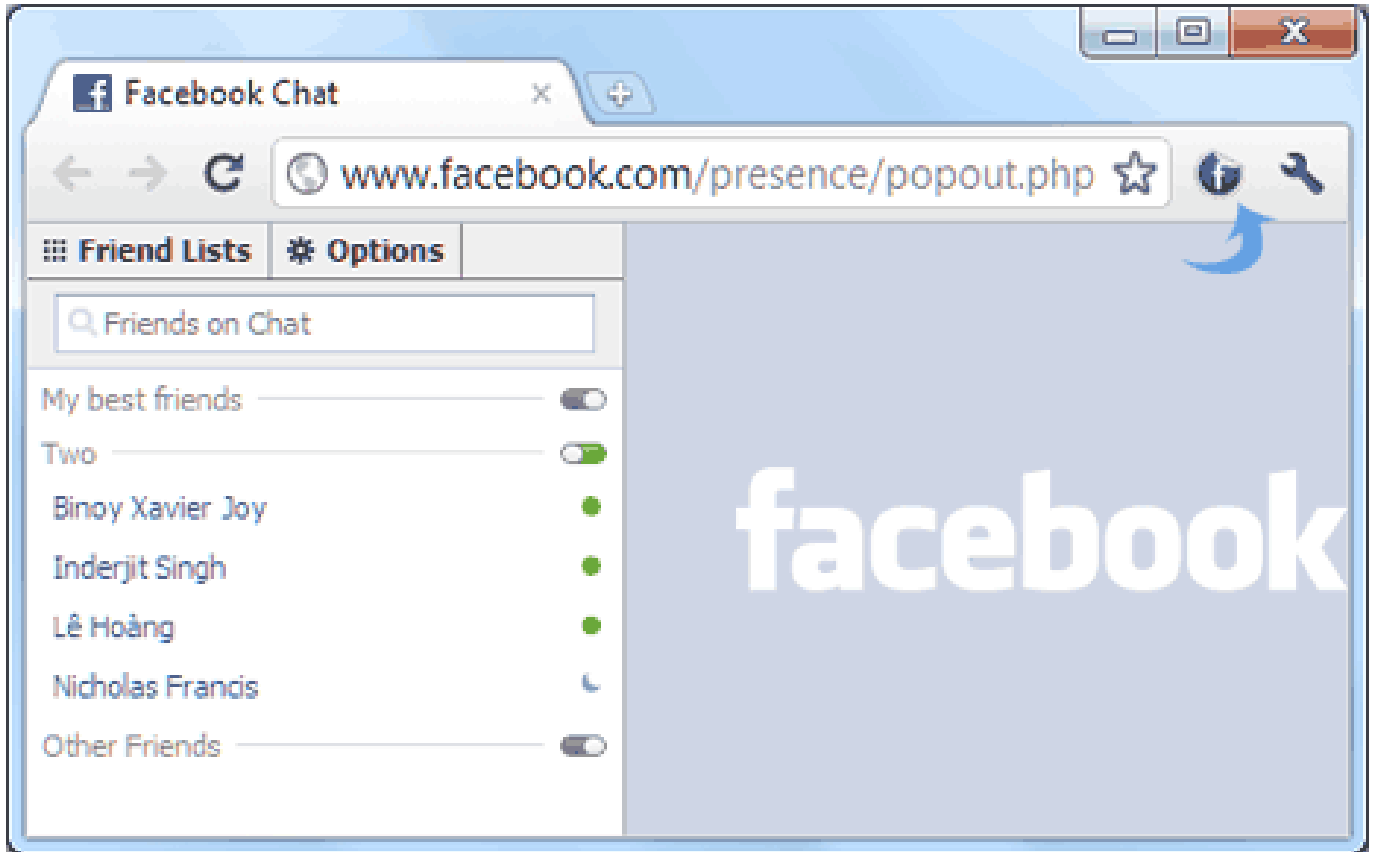 Facebook Chat
www.facebook.com/presence/popout.php
Friend Lists Options
Friends on Chat
My best friends
Two
Binoy Xavier Joy
Inderjit Singh
Lê Hoàng
Nicholas Francis
Other Friends
facebook